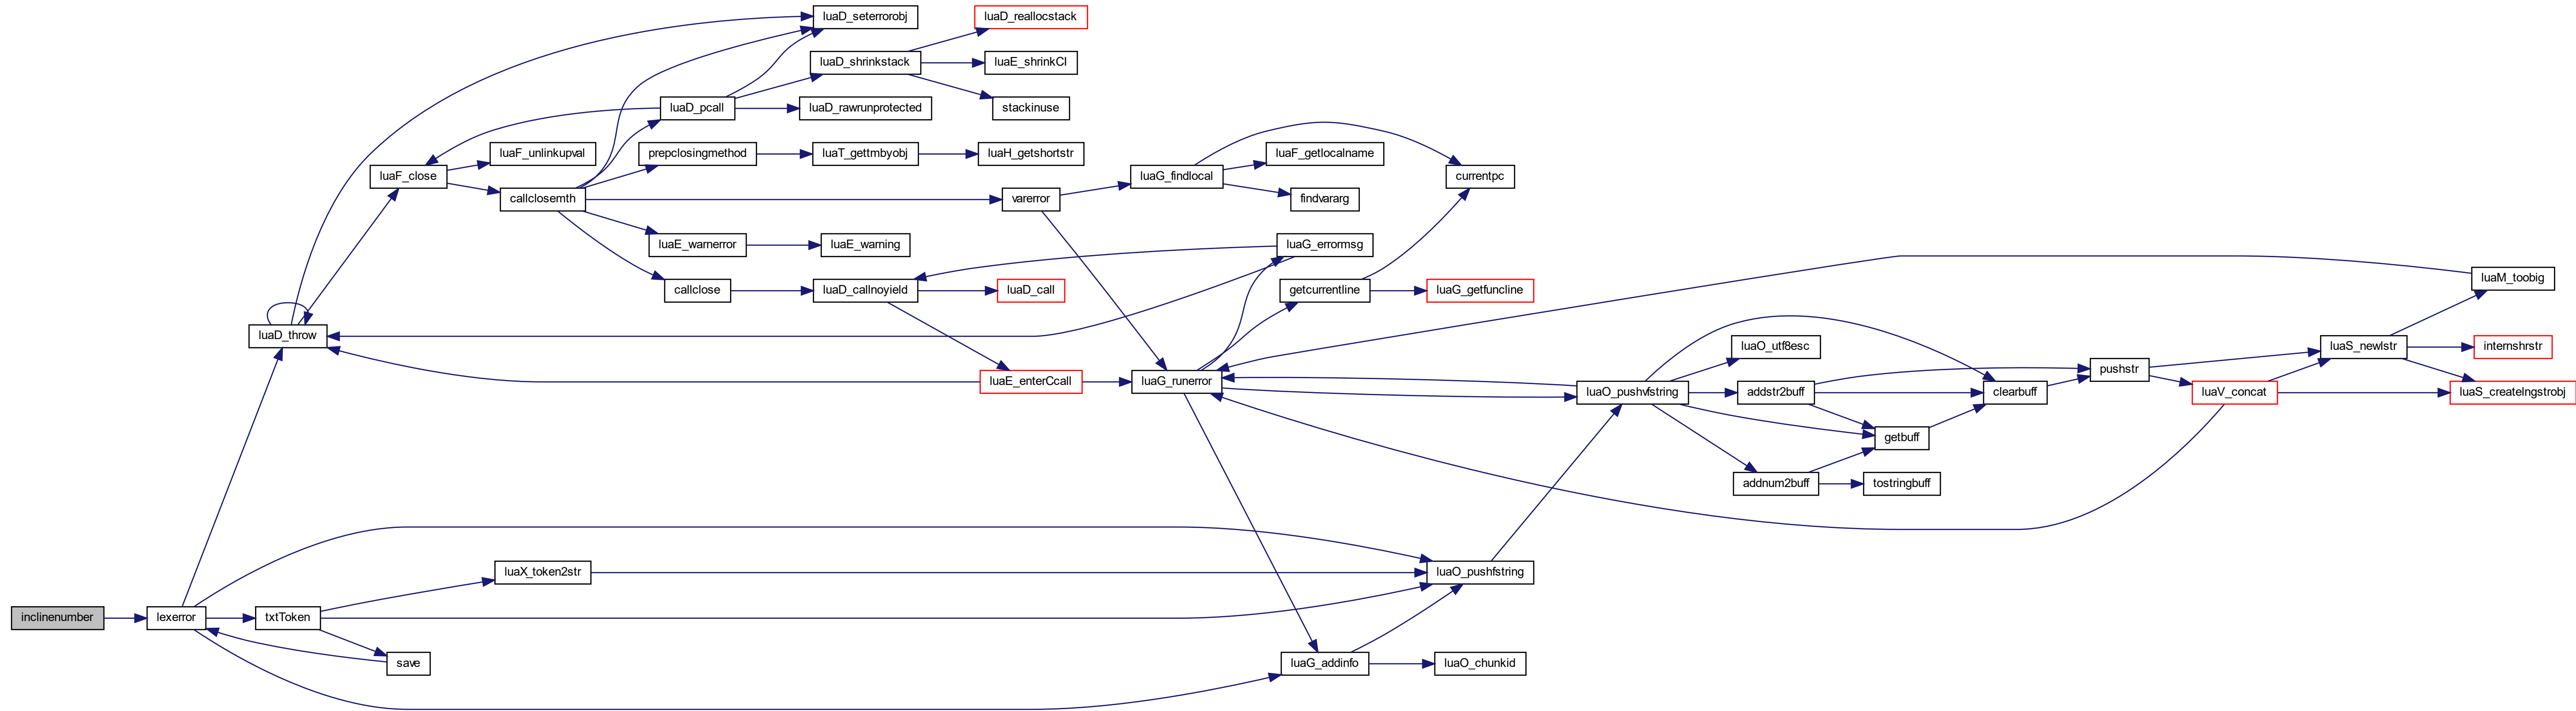 luaD_seterrorobj
luaD_reallocstack
luaD_shrinkstack
luaE_shrinkCI
luaD_pcall
luaD_rawrunprotected
stackinuse
luaF_unlinkupval
prepclosingmethod
luaT_gettmbyobj
luaH_getshortstr
luaF_getlocalname
luaF_close
luaG_findlocal
currentpc
callclosemth
varerror
findvararg
luaE_warnerror
luaE_warning
luaG_errormsg
luaM_toobig
callclose
luaD_callnoyield
luaD_call
getcurrentline
luaG_getfuncline
luaD_throw
luaO_utf8esc
luaS_newlstr
internshrstr
luaE_enterCcall
luaG_runerror
pushstr
luaO_pushvfstring
addstr2buff
clearbuff
luaV_concat
luaS_createlngstrobj
getbuff
addnum2buff
tostringbuff
luaX_token2str
luaO_pushfstring
inclinenumber
lexerror
txtToken
save
luaG_addinfo
luaO_chunkid